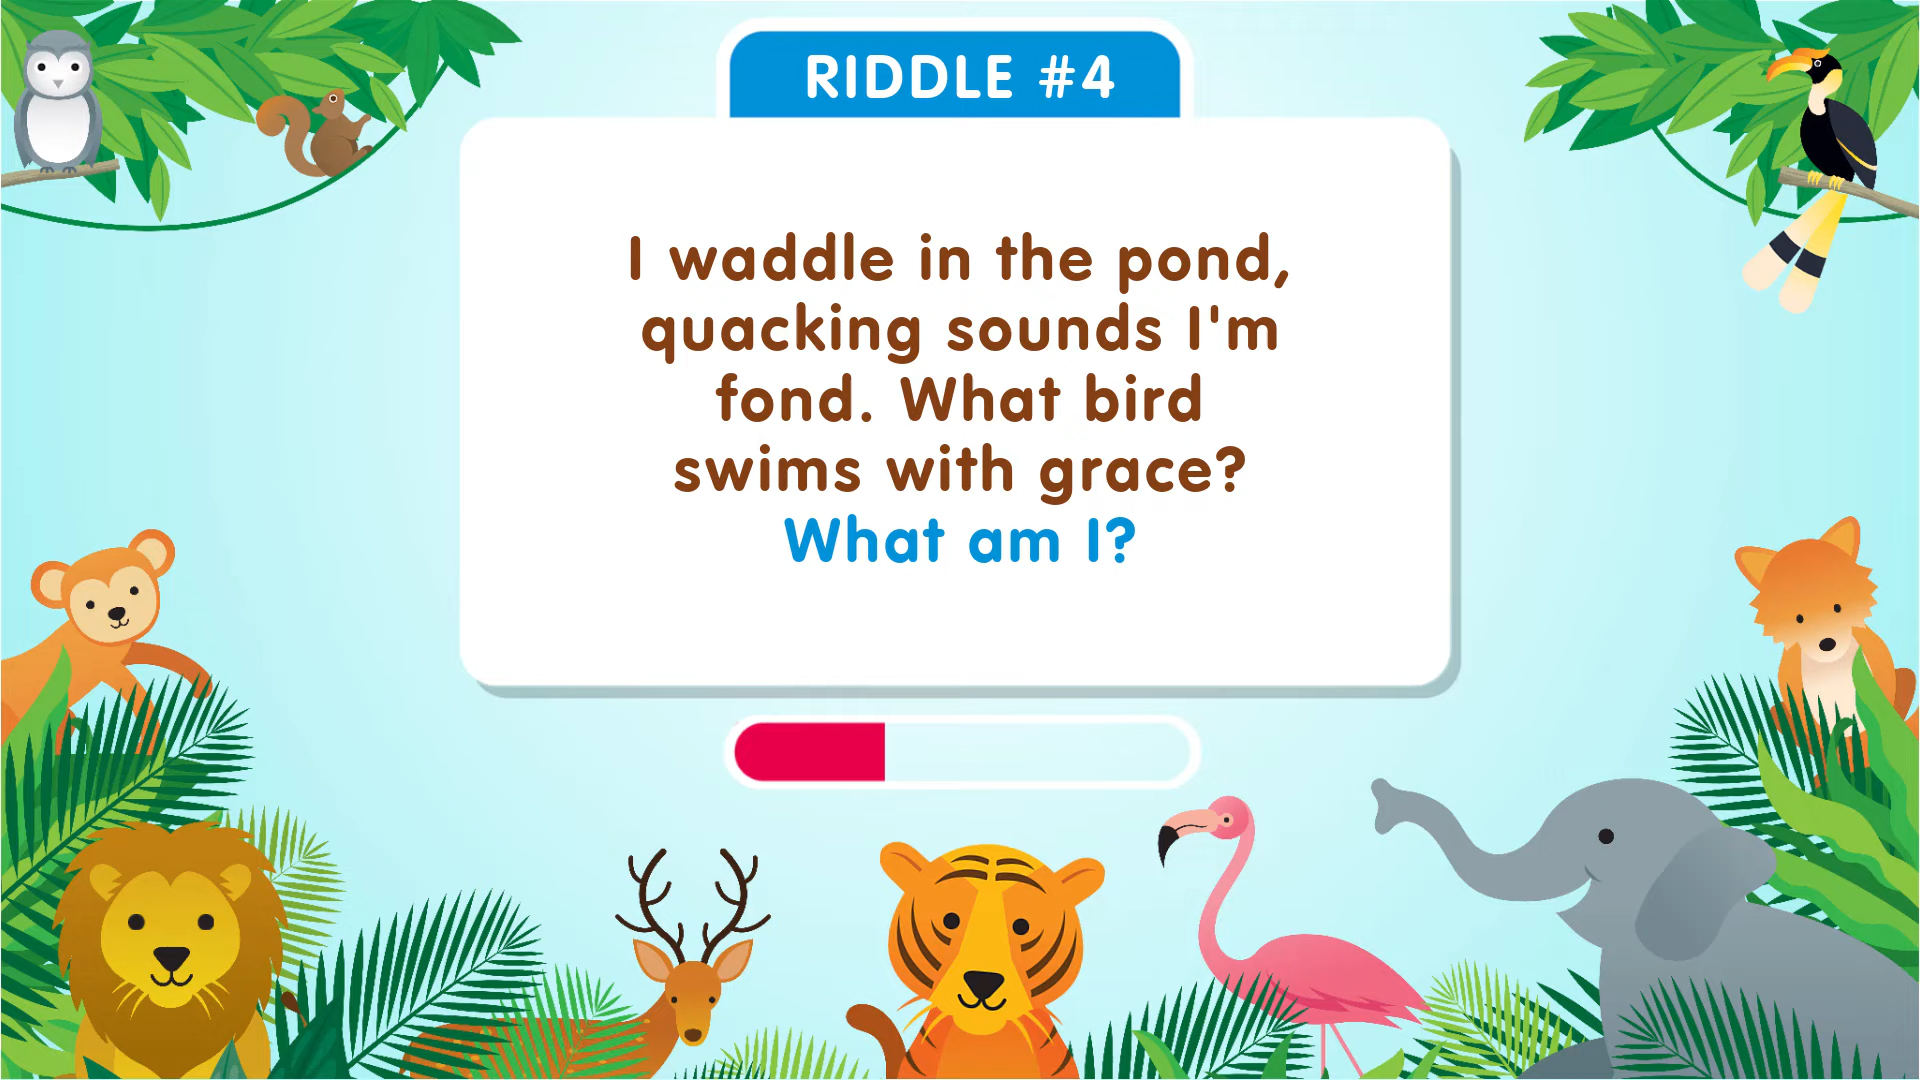 RIDDLE #4
I waddle in the pond,
quacking sounds I'm
fond. What bird
swims with grace?
What am I?